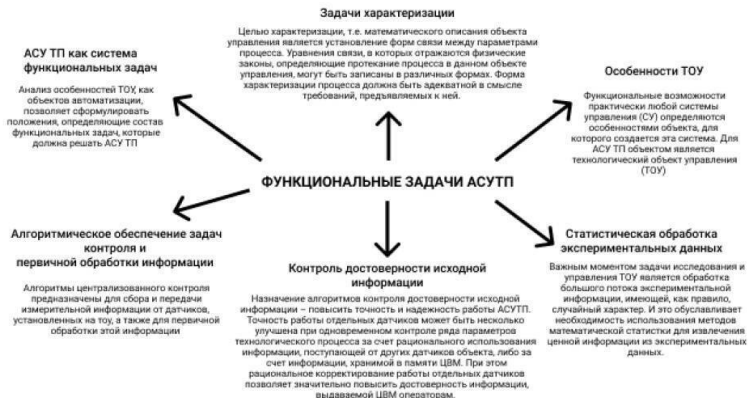 Задачи характеризации
Целью характеризации, т.е. математического описания объекта
управления является установление форм связи между параметрами
процесса. Уравнения связи, в которых отражаются физические
законы, определяющие протекание процесса в данном объекте
управления, могут быть записаны в различных формах. Форма
характеризации процесса должна быть адекватной в смысле
требований, предъявляемых к ней.
АСУ ТП как система
функциональных задач
Анализ особенностей ТОУ, как
объектов автоматизации,
позволяет сформулировать
положения, определяющие состав
функциональных задач, которые
должна решать АСУ ТП
Особенности ТОУ
Функциональные возможности
практически любой системы
управления (СУ) определяются
особенностями объекта, для
которого создается эта система. Для
АСУ ТП объектом является
технологический объект управления
(ТОУ)
ФУНКЦИОНАЛЬНЫЕ ЗАДАЧИ АСУТП
Алгоритмическое обеспечение задач
контроля и
первичной обработки информации
Алгоритмы централизованного контроля
предназначены для сбора и передачи
измерительной информации от датчиков,
установленных на тоу, а также для первичной
обработки этой информации
Контроль достоверности исходной
информации
Назначение алгоритмов контроля достоверности исходной
информации – повысить точность и надежность работы АСУТП.
Точность работы отдельных датчиков может быть несколько
улучшена при одновременном контроле ряда параметров
технологического процесса за счет рационального использования
информации, поступающей от других датчиков объекта, либо за
счет информации, хранимой в памяти ЦВМ. При этом
рациональное корректирование работы отдельных датчиков
позволяет значительно повысить достоверность информации,
выдаваемой ЦВМ операторам.
Статистическая обработка
экспериментальных данных
Важным моментом задачи исследования и
управления ТОУ является обработка
большого потока экспериментальной
информации, имеющей, как правило,
случайный характер. И это обуславливает
необходимость использования методов
математической статистки для извлечения
ценной информации из экспериментальных
данных.